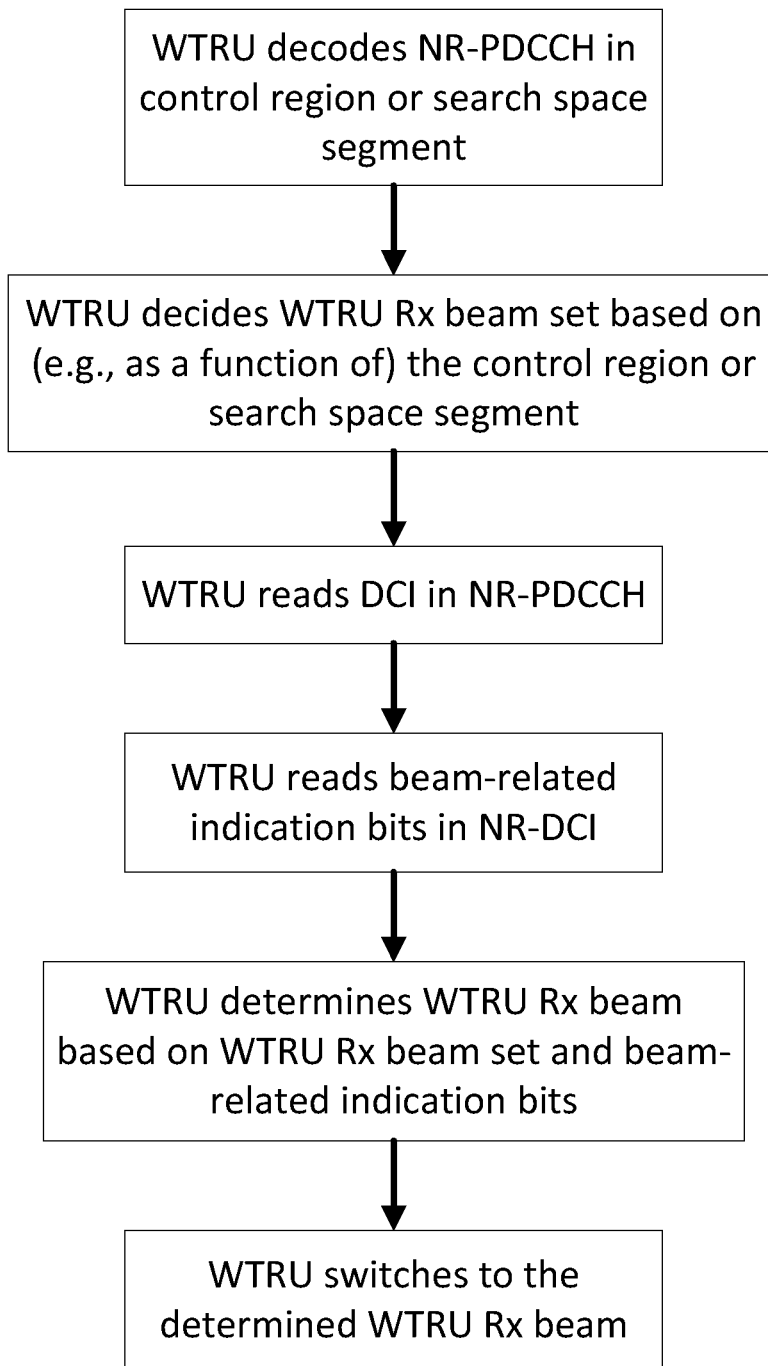 WTRU decodes NR-PDCCH in
control region or search space
segment
WTRU decides WTRU Rx beam set based on
(e.g., as a function of) the control region or
search space segment
WTRU reads DCI in NR-PDCCH
WTRU reads beam-related
indication bits in NR-DCI
WTRU determines WTRU Rx beam
based on WTRU Rx beam set and beam-
related indication bits
WTRU switches to the
determined WTRU Rx beam